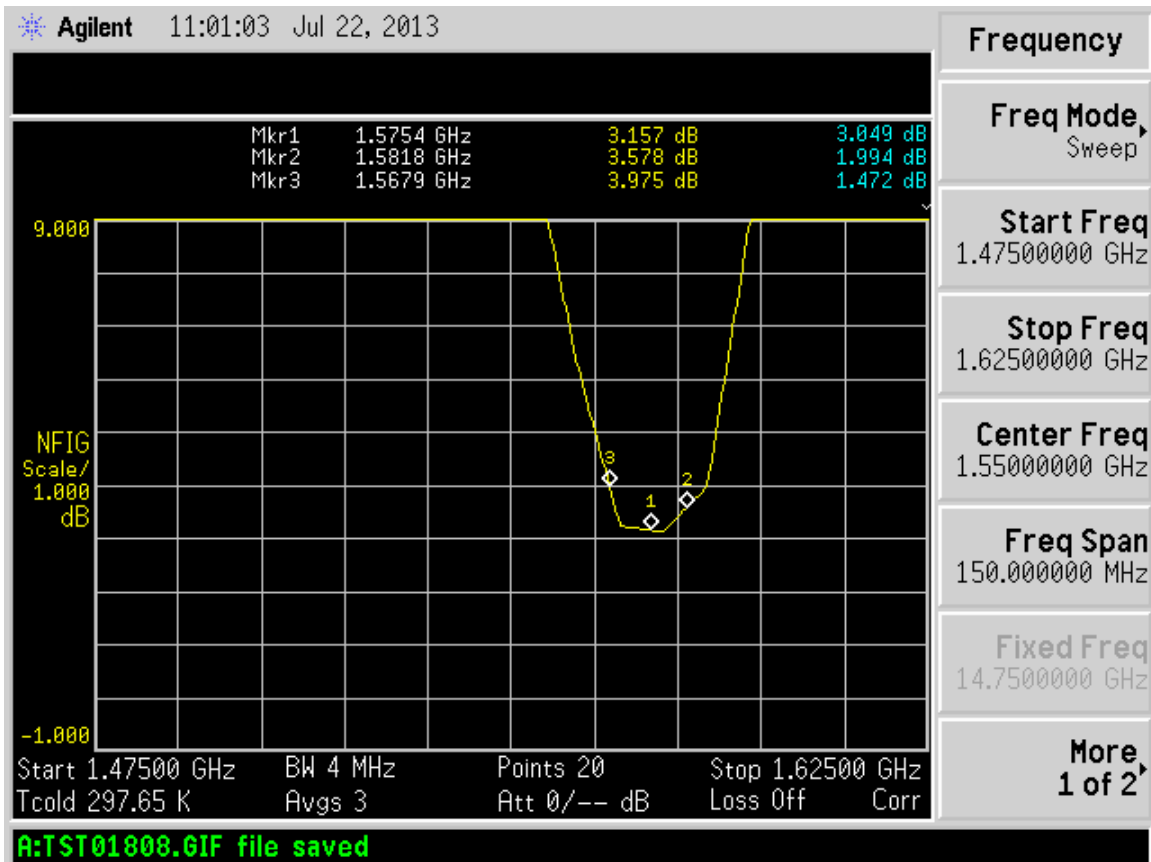 Agilent 11:01:03 Jul 22, 2013
Mkr1 1.5754 GHz 3.157 dB 3.049 dB
Mkr2 1.5818 GHz 3.578 dB 1.994 dB
Mkr3 1.5679 GHz 3.975 dB 1.472 dB
9.000
NFIG
Scale/
1.000
dB
3
1
2
-1.000
Start 1.47500 GHz BW 4 MHz Points 20 Stop 1.62500 GHz
Tcold 297.65 K Avgs 3 Att 0/-- dB Loss Off Corr
A:TST01808.GIF file saved
Frequency
Freq Mode
Sweep
Start Freq
1.47500000 GHz
Stop Freq
1.62500000 GHz
Center Freq
1.55000000 GHz
Freq Span
150.000000 MHz
Fixed Freq
14.7500000 GHz
More
1 of 2